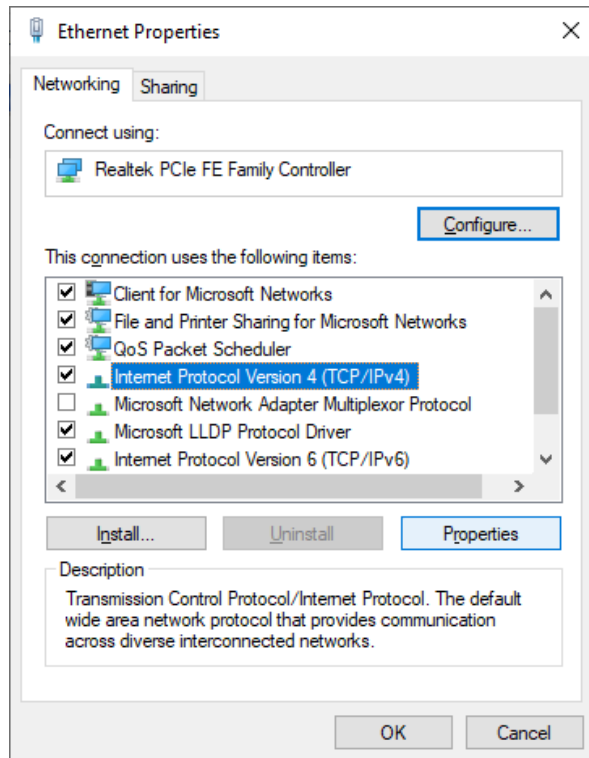 Ethernet Properties
Networking
Sharing
Connect using:
Realtek PCIe FE Family Controller
Configure...
This connection uses the following items:
Client for Microsoft Networks
File and Printer Sharing for Microsoft Networks
QoS Packet Scheduler
Internet Protocol Version 4 (TCP/IPv4)
Microsoft Network Adapter Multiplexor Protocol
Microsoft LLDP Protocol Driver
Internet Protocol Version 6 (TCP/IPv6)
Install...
Uninstall
Properties
Description
Transmission Control Protocol/Internet Protocol. The default
wide area network protocol that provides communication
across diverse interconnected networks.
OK
Cancel